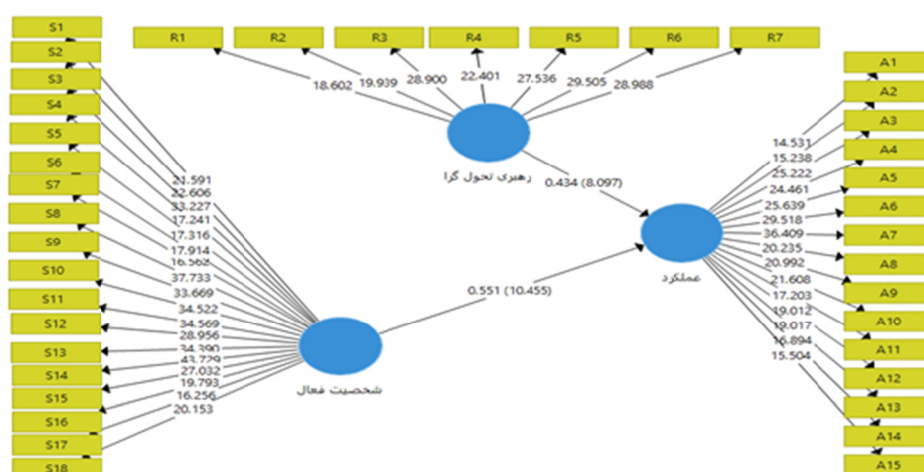 S1
S2
S3
S4
S5
S6
S7
S8
S9
S10
S11
S12
S13
S14
S15
S16
S17
S18
R1 R2 R3 R4 R5 R6 R7
18.602 19.939 28.900 22.401 27.536 29.505 28.988
رهبری تحول گرا
0.434 (8.097)
21.591
22.606
33.227
17.241
17.316
17.914
16.562
37.733
33.669
34.522
34.569
28.956
34.390
43.729
27.032
19.793
16.256
20.153
شخصیت فعال
0.551 (10.455)
عملکرد
14.531
15.238
25.222
24.461
25.639
29.518
36.409
20.235
20.992
21.608
17.203
19.012
19.017
16.894
15.504
A1
A2
A3
A4
A5
A6
A7
A8
A9
A10
A11
A12
A13
A14
A15